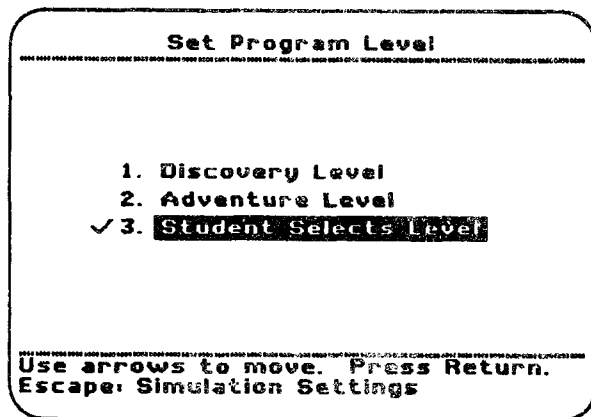 Set Program Level
1. Discovery Level
2. Adventure Level
✓ 3. Student Selects Level
Use arrows to move. Press Return.
Escape: Simulation Settings